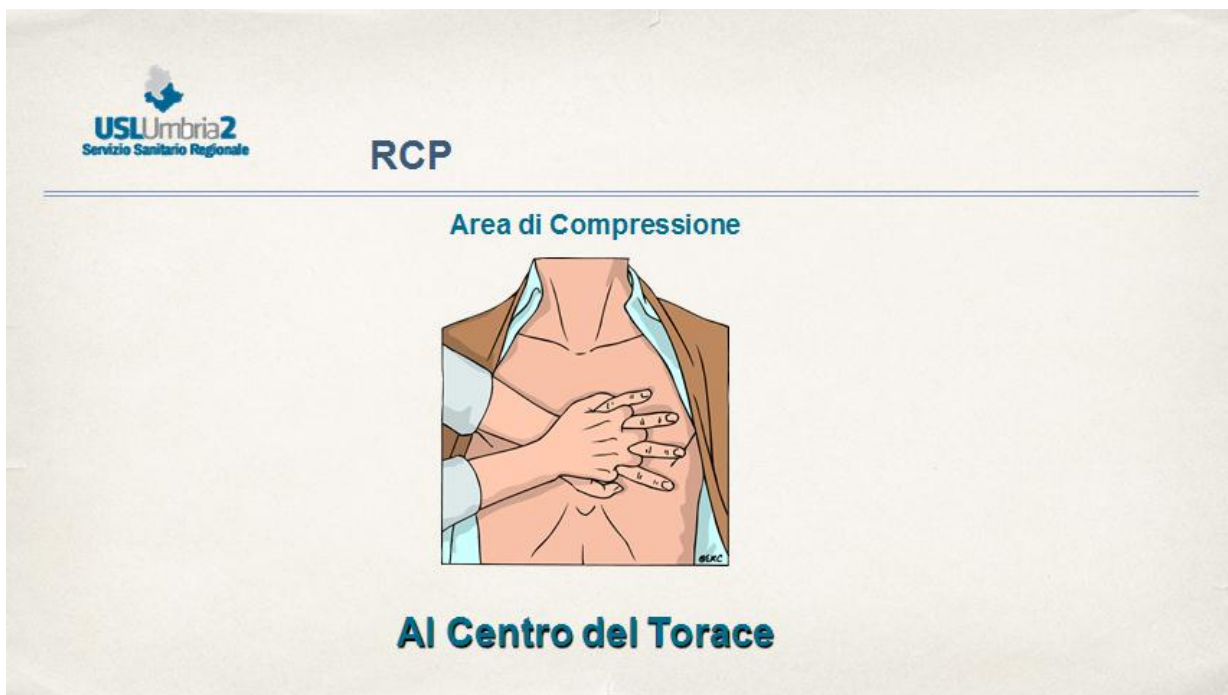 USLUmbria2
Servizio Sanitario Regionale
RCP
Area di Compressione
Al Centro del Torace